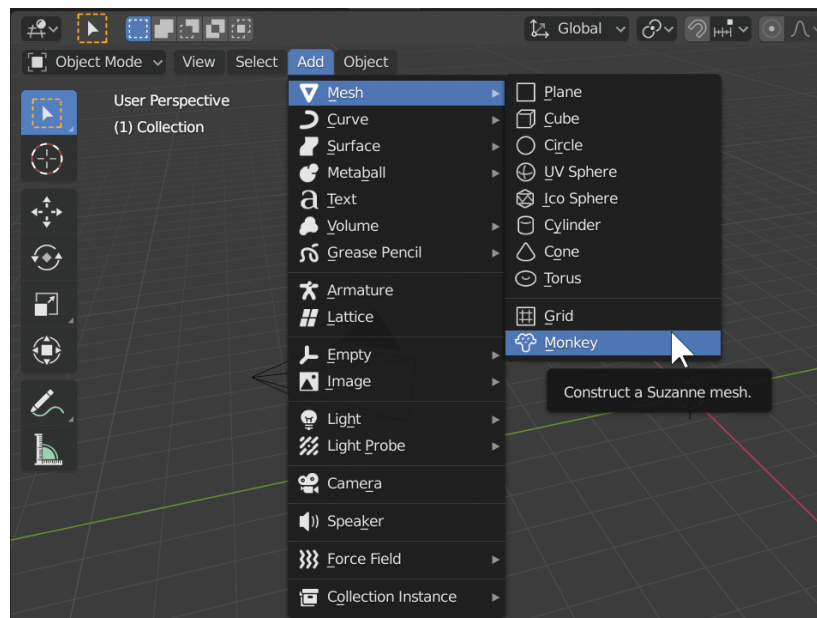 Global
Object Mode
View
Select
Add
Object
User Perspective
(1) Collection
Mesh
Curve
Surface
Metaball
Text
Volume
Grease Pencil
Armature
Lattice
Empty
Image
Light
Light Probe
Camera
Speaker
Force Field
Collection Instance
Plane
Cube
Circle
UV Sphere
Ico Sphere
Cylinder
Cone
Torus
Grid
Monkey
Construct a Suzanne mesh.